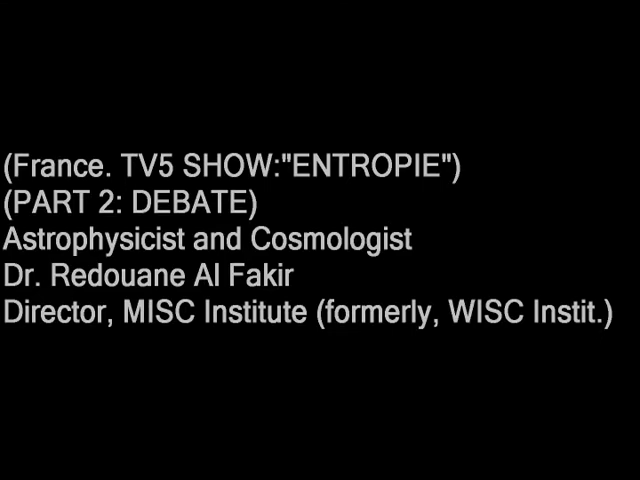 (France. TV5 SHOW:"ENTROPIE")
(PART 2: DEBATE)
Astrophysicist and Cosmologist
Dr. Redouane Al Fakir
Director, MISC Institute (formerly, WISC Instit.)